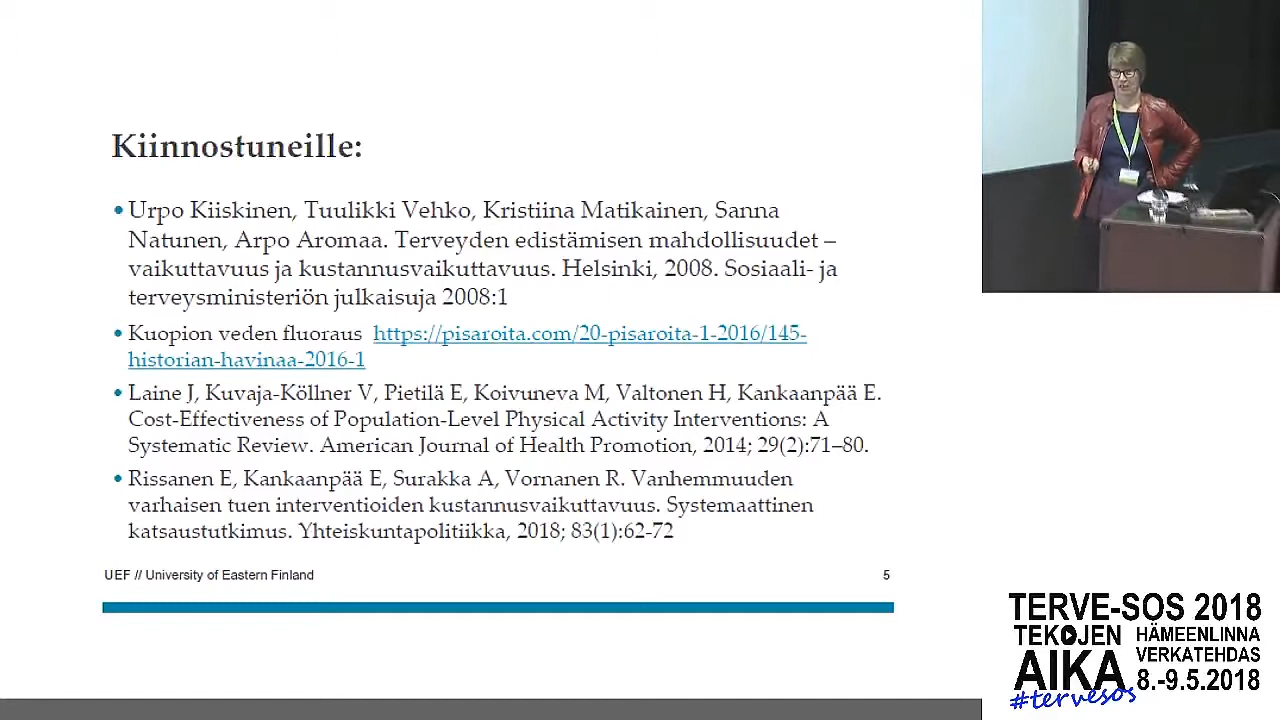 Kiinnostuneille:
•Urpo Kiiskinen, Tuulikki Vehko, Kristiina Matikainen, Sanna
Natunen, Arpo Aromaa. Terveyden edistämisen mahdollisuudet –
vaikuttavuus ja kustannusvaikuttavuus. Helsinki, 2008. Sosiaali- ja
terveysministeriön julkaisuja 2008:1
• Kuopion veden fluoraus https://pisaroita.com/20-pisaroita-1-2016/145-
historian-havinaa-2016-1
• Laine J, Kuvaja-Köllner V, Pietilä E, Koivuneva M, Valtonen H, Kankaanpää E.
Cost-Effectiveness of Population-Level Physical Activity Interventions: A
Systematic Review. American Journal of Health Promotion, 2014; 29(2):71–80.
• Rissanen E, Kankaanpää E, Surakka A, Vornanen R. Vanhemmuuden
varhaisen tuen interventioiden kustannusvaikuttavuus. Systemaattinen
katsaustutkimus. Yhteiskuntapolitiikka, 2018; 83(1):62-72
UEF // University of Eastern Finland 5
TERVE-SOS 2018
TEKOJEN
AIKA
HÄMEENLINNA
VERKATEHDAS
8.-9.5.2018
#tervesos